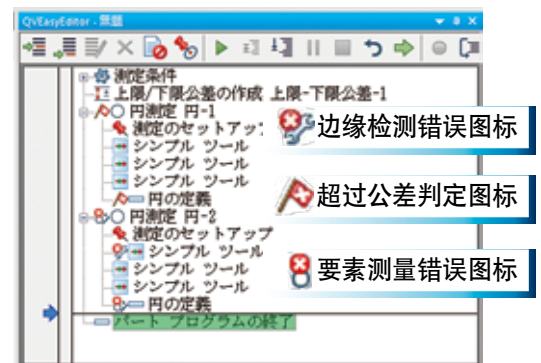 QVEasyEditor - 無題
測定条件
上限/下限公差の作成 上限-下限公差-1
円測定 円-1
測定のセットアップ
边缘检测错误图标
シンプル ツール
シンプル ツール
シンプル ツール
超过公差判定图标
円の定義
円測定 円-2
測定のセットアップ
シンプル ツール
要素测量错误图标
シンプル ツール
シンプル ツール
円の定義
パート プログラムの終了